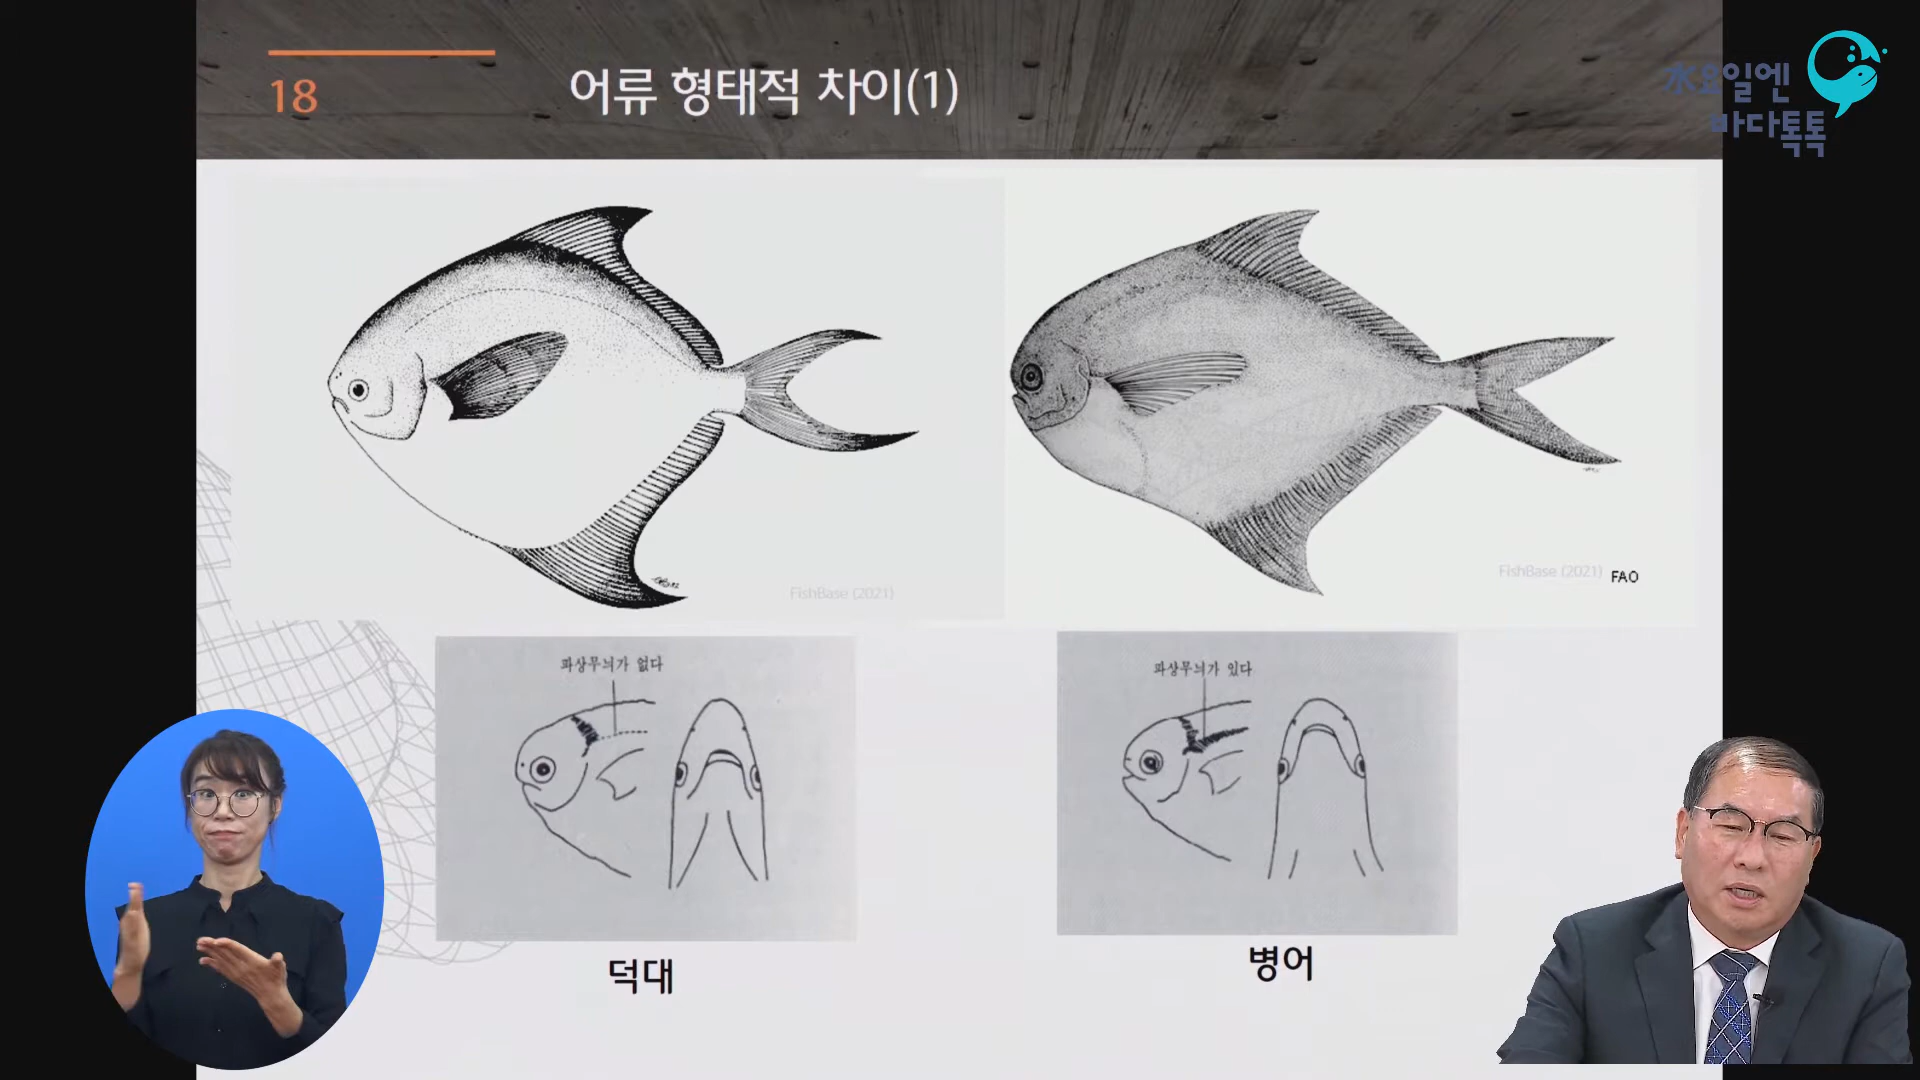 18
어류 형태적 차이(1)
水요일엔
바다톡톡
FishBase (2021)
FishBase (2021)
FAO
파상무늬가 없다
파상무늬가 있다
덕대
병어